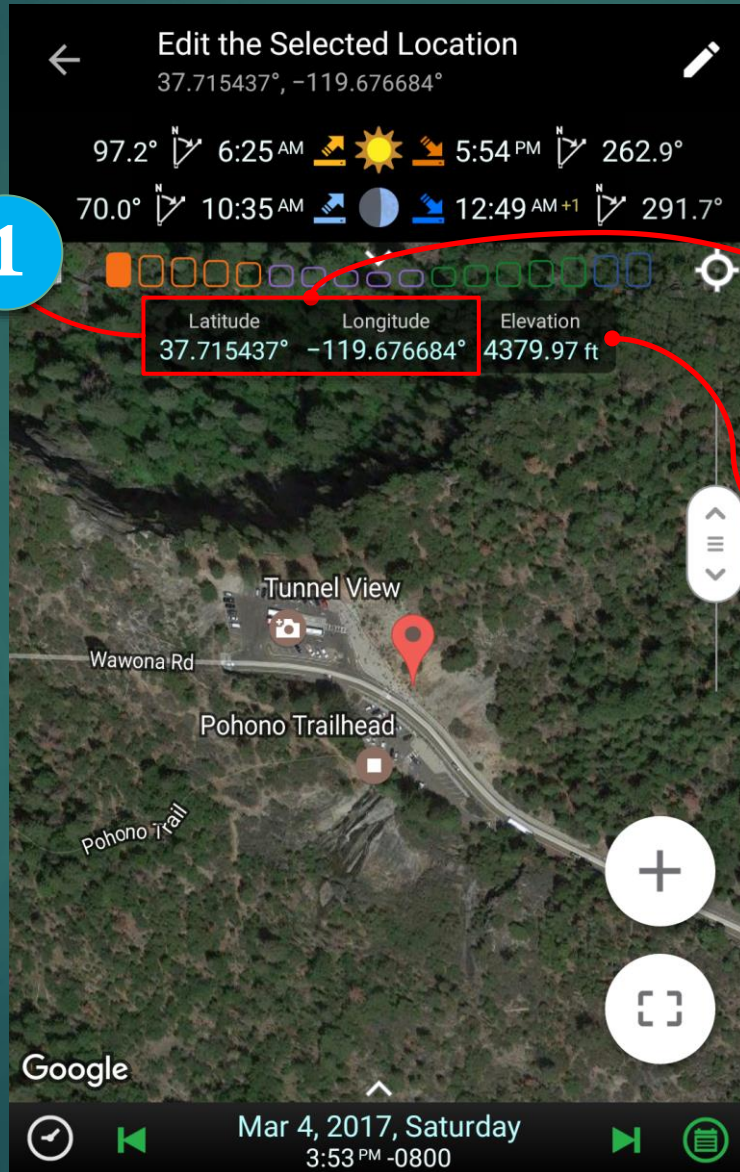 Edit the Selected Location
37.715437°, −119.676684°
97.2° N 6:25 AM 5:54 PM N 262.9°
70.0° N 10:35 AM 12:49 AM +1 N 291.7°
1
Latitude Longitude Elevation
37.715437° −119.676684° 4379.97 ft
Tunnel View
Wawona Rd
Pohono Trailhead
Pohono Trail
Google
Mar 4, 2017, Saturday
3:53 PM -0800